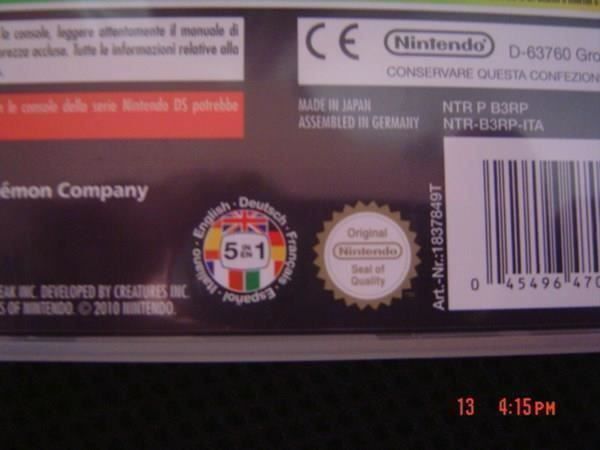 la console, leggere attentamente il manuale di
accluse. Tutte le informazioni relative alla
le console della serie Nintendo DS potrebbe
CE
Nintendo®
D-63760 Gro
CONSERVARE QUESTA CONFEZION
MADE IN JAPAN
ASSEMBLED IN GERMANY
NTR P B3RP
NTR-B3RP-ITA
émon Company
English · Deutsch · Français · Español · Italiano
5 IN EN 1
Original
Nintendo
Seal of
Quality
Art.-Nr.:1837849T
0 45496 470
EAK INC. DEVELOPED BY CREATURES INC.
S OF NINTENDO. © 2010 NINTENDO.
13 4:15PM